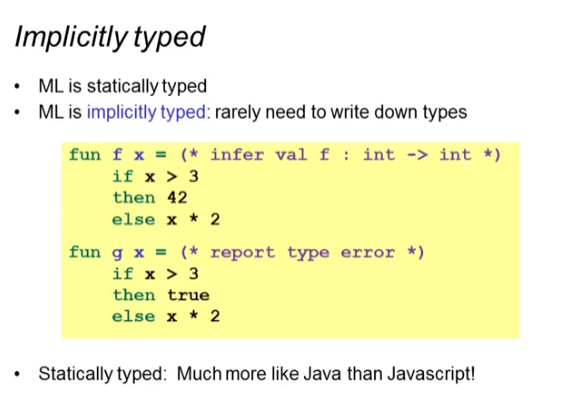 Implicitly typed
• ML is statically typed
• ML is implicitly typed: rarely need to write down types
fun f x = (* infer val f : int -> int *)
    if x > 3
    then 42
    else x * 2
fun g x = (* report type error *)
    if x > 3
    then true
    else x * 2
• Statically typed: Much more like Java than Javascript!